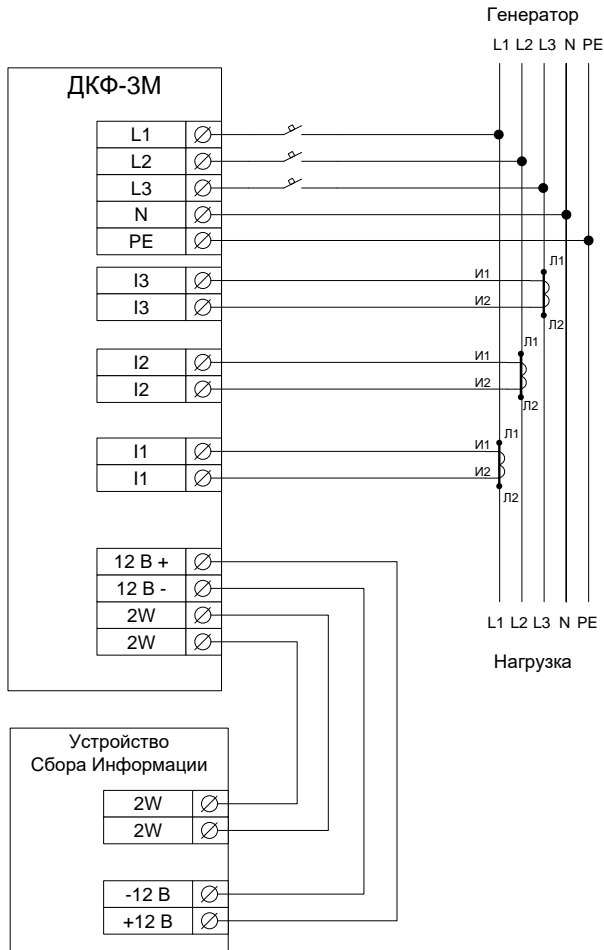 Генератор
L1 L2 L3 N PE
ДКФ-3М
L1
L2
L3
N
PE
Л1
I3
И1
I3
И2
Л2
Л1
I2
И1
I2
И2
Л2
Л1
I1
И1
I1
И2
Л2
12 В +
12 В -
2W
2W
L1 L2 L3 N PE
Нагрузка
Устройство
Сбора Информации
2W
2W
-12 В
+12 В